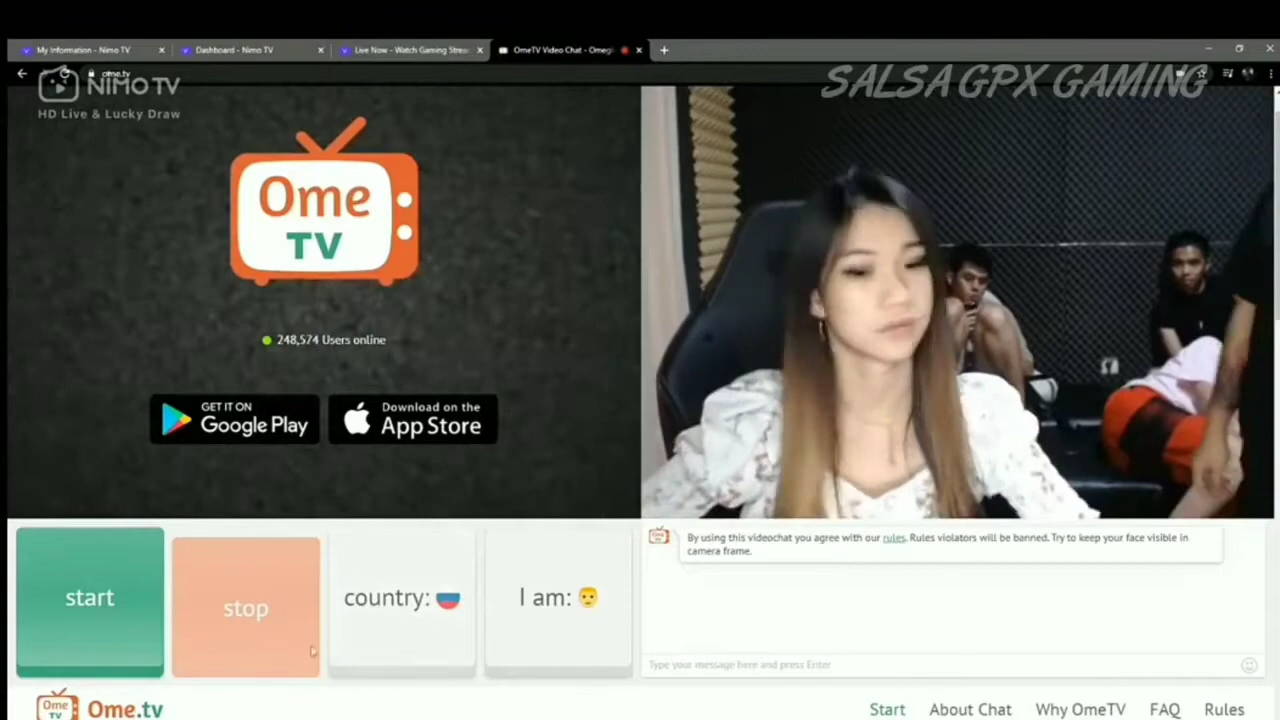 My Information - Nimo TV
Dashboard - Nimo TV
Live Now - Watch Gaming Strea
OmeTV Video Chat - Omegl
ome.tv
NIMO TV
HD Live & Lucky Draw
SALSA GPX GAMING
Ome
TV
248,574 Users online
GET IT ON
Google Play
Download on the
App Store
start
stop
country:
I am:
By using this videochat you agree with our rules. Rules violators will be banned. Try to keep your face visible in
camera frame.
Type your message here and press Enter
Ome
TV
Ome.tv
Start
About Chat
Why OmeTV
FAQ
Rules